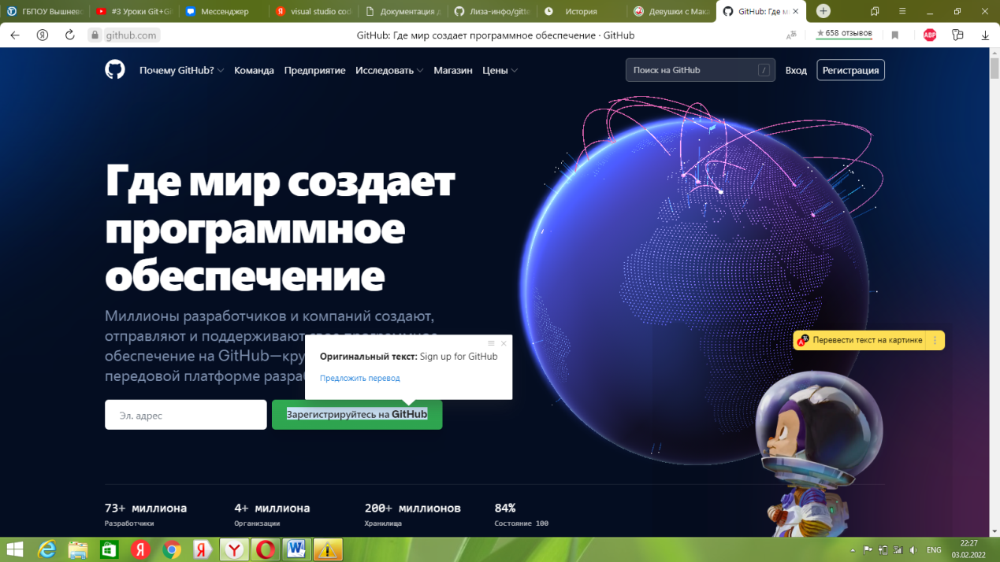 ГБПОУ Вышнев
#3 Уроки Git+Gi
Мессенджер
visual studio cod
Документация д
Лиза-инфо/gitte
История
Девушки с Мака
GitHub: Где ми
github.com
GitHub: Где мир создает программное обеспечение · GitHub
658 отзывов
ABP
Почему GitHub? Команда Предприятие Исследовать Магазин Цены
Поиск на GitHub /
Вход
Регистрация
Где мир создает
программное
обеспечение
Миллионы разработчиков и компаний создают,
отправляют и поддерживают свое программное
обеспечение на GitHub—кру
передовой платформе разра
Оригинальный текст: Sign up for GitHub
Предложить перевод
Перевести текст на картинке
Эл. адрес
Зарегистрируйтесь на GitHub
73+ миллиона 4+ миллиона 200+ миллионов 84%
Разработчики Организации Хранилища Состояние 100
ENG
22:27
03.02.2022